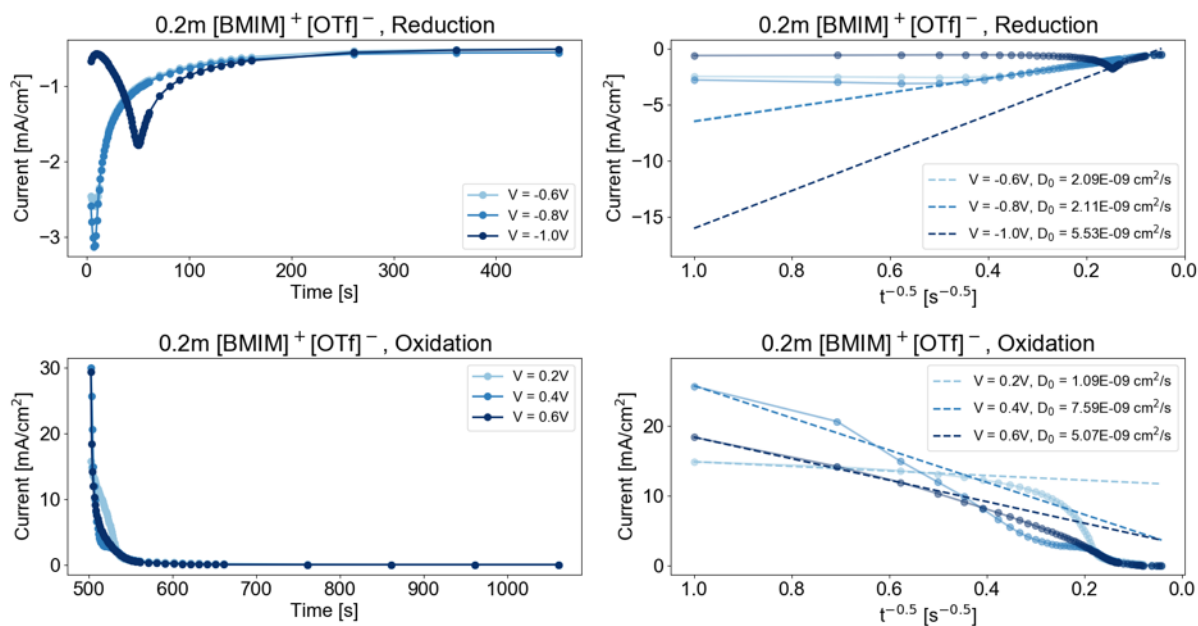 0.2m [BMIM]⁺[OTf]⁻, Reduction
Current [mA/cm²]
−1
−2
−3
0
100
200
300
400
Time [s]
V = -0.6V
V = -0.8V
V = -1.0V
0.2m [BMIM]⁺[OTf]⁻, Reduction
Current [mA/cm²]
0
−5
−10
−15
1.0
0.8
0.6
0.4
0.2
0.0
t⁻⁰·⁵ [s⁻⁰·⁵]
V = -0.6V, D₀ = 2.09E-09 cm²/s
V = -0.8V, D₀ = 2.11E-09 cm²/s
V = -1.0V, D₀ = 5.53E-09 cm²/s
0.2m [BMIM]⁺[OTf]⁻, Oxidation
Current [mA/cm²]
30
20
10
0
500
600
700
800
900
1000
Time [s]
V = 0.2V
V = 0.4V
V = 0.6V
0.2m [BMIM]⁺[OTf]⁻, Oxidation
Current [mA/cm²]
20
10
0
1.0
0.8
0.6
0.4
0.2
0.0
t⁻⁰·⁵ [s⁻⁰·⁵]
V = 0.2V, D₀ = 1.09E-09 cm²/s
V = 0.4V, D₀ = 7.59E-09 cm²/s
V = 0.6V, D₀ = 5.07E-09 cm²/s